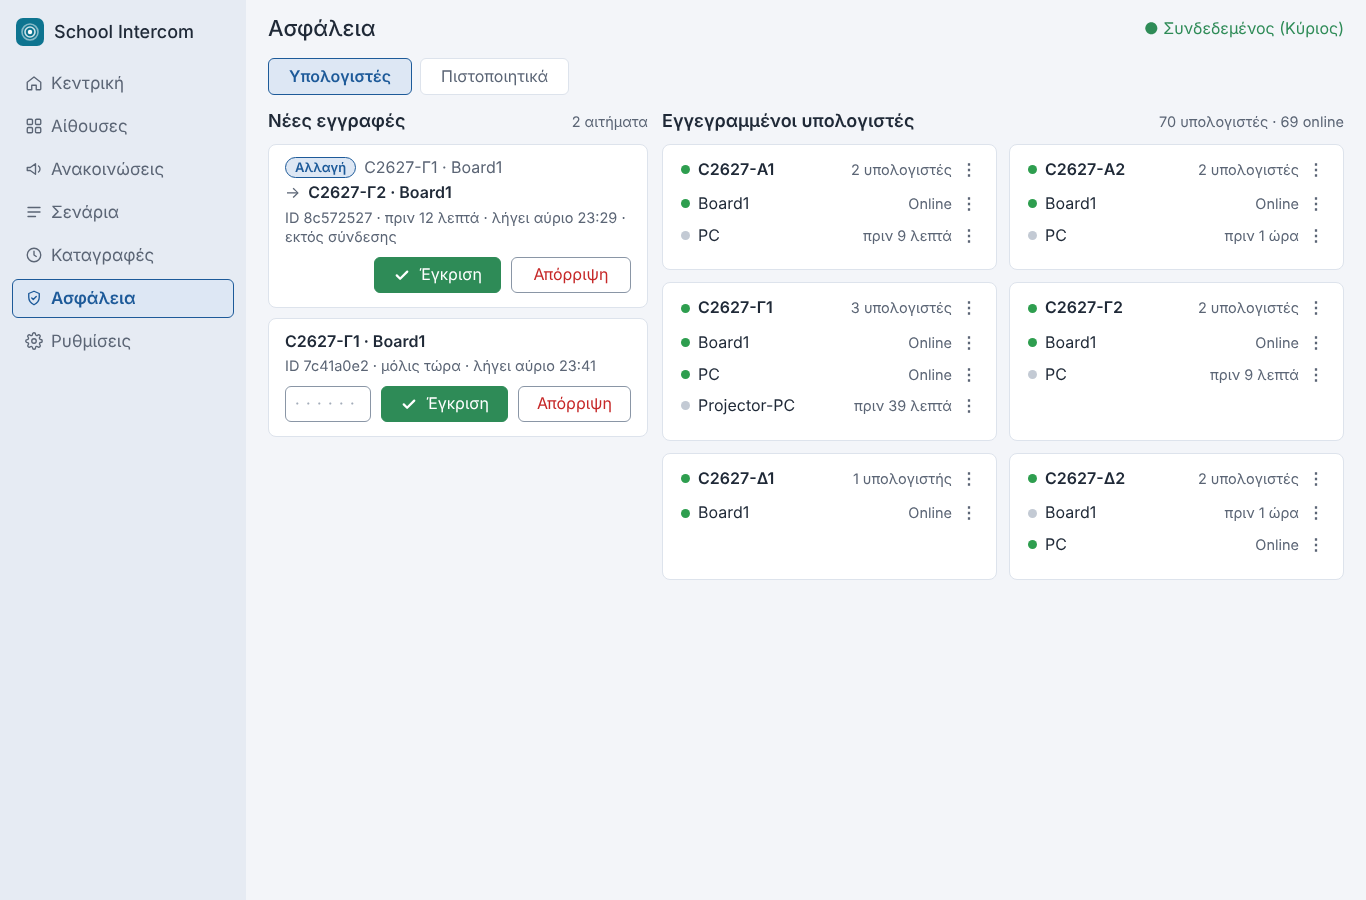 School Intercom
Κεντρική
Αίθουσες
Ανακοινώσεις
Σενάρια
Καταγραφές
Ασφάλεια
Ρυθμίσεις
Ασφάλεια
Συνδεδεμένος (Κύριος)
Υπολογιστές
Πιστοποιητικά
Νέες εγγραφές
2 αιτήματα
Αλλαγή C2627-Γ1 · Board1
→ C2627-Γ2 · Board1
ID 8c572527 · πριν 12 λεπτά · λήγει αύριο 23:29 ·
εκτός σύνδεσης
Έγκριση
Απόρριψη
C2627-Γ1 · Board1
ID 7c41a0e2 · μόλις τώρα · λήγει αύριο 23:41
· · · · · ·
Έγκριση
Απόρριψη
Εγγεγραμμένοι υπολογιστές
70 υπολογιστές · 69 online
C2627-A1 2 υπολογιστές
Board1 Online
PC πριν 9 λεπτά
C2627-A2 2 υπολογιστές
Board1 Online
PC πριν 1 ώρα
C2627-Γ1 3 υπολογιστές
Board1 Online
PC Online
Projector-PC πριν 39 λεπτά
C2627-Γ2 2 υπολογιστές
Board1 Online
PC πριν 9 λεπτά
C2627-Δ1 1 υπολογιστής
Board1 Online
C2627-Δ2 2 υπολογιστές
Board1 πριν 1 ώρα
PC Online